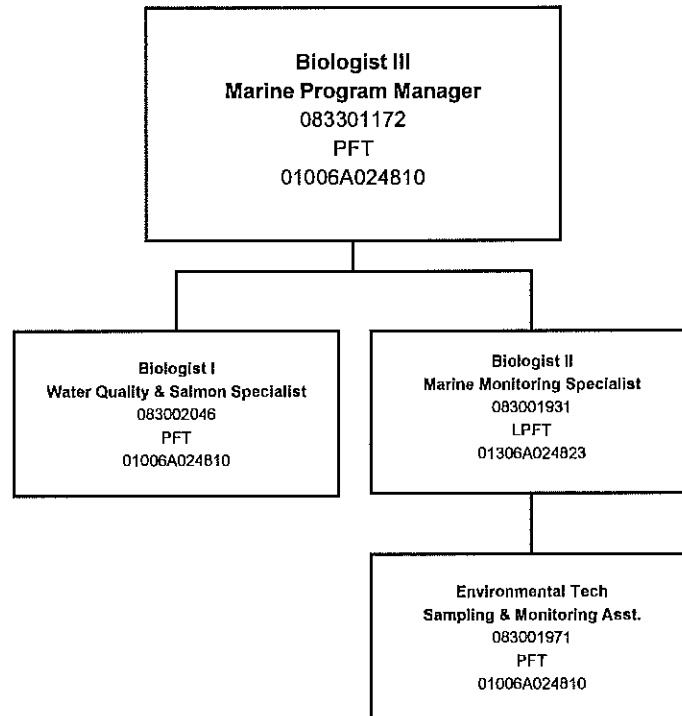 Biologist III
Marine Program Manager
083301172
PFT
01006A024810
Biologist I
Water Quality & Salmon Specialist
083002046
PFT
01006A024810
Biologist II
Marine Monitoring Specialist
083001931
LPFT
01306A024823
Environmental Tech
Sampling & Monitoring Asst.
083001971
PFT
01006A024810